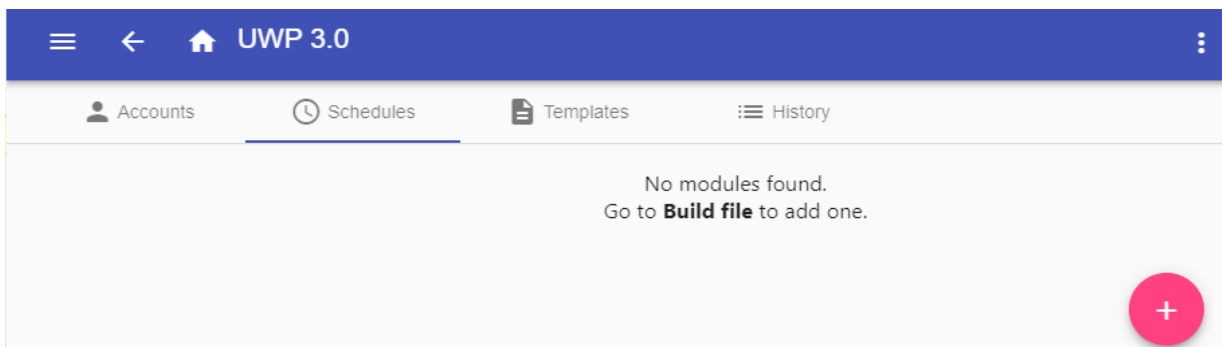 UWP 3.0
Accounts Schedules Templates History
No modules found.
Go to Build file to add one.